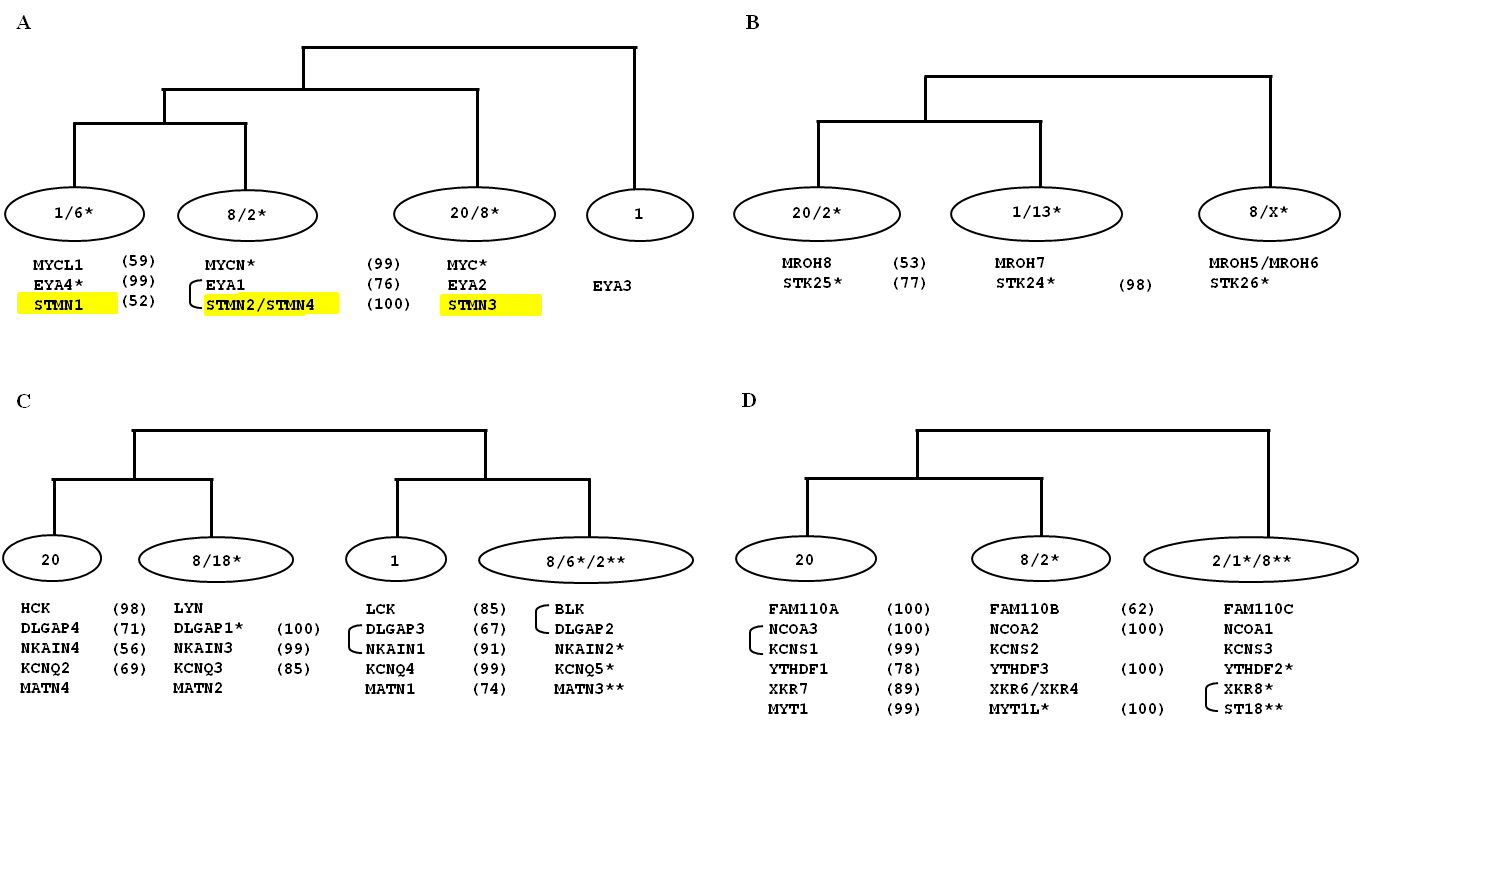 A
1/6* 8/2* 20/8* 1
MYCL1 (59) MYCN* (99) MYC*
EYA4* (99) EYA1 (76) EYA2 EYA3
STMN1 (52) STMN2/STMN4 (100) STMN3
B
20/2* 1/13* 8/X*
MROH8 (53) MROH7 MROH5/MROH6
STK25* (77) STK24* (98) STK26*
C
20 8/18* 1 8/6*/2**
HCK (98) LYN LCK (85) BLK
DLGAP4 (71) DLGAP1* (100) DLGAP3 (67) DLGAP2
NKAIN4 (56) NKAIN3 (99) NKAIN1 (91) NKAIN2*
KCNQ2 (69) KCNQ3 (85) KCNQ4 (99) KCNQ5*
MATN4 MATN2 MATN1 (74) MATN3**
D
20 8/2* 2/1*/8**
FAM110A (100) FAM110B (62) FAM110C
NCOA3 (100) NCOA2 (100) NCOA1
KCNS1 (99) KCNS2 KCNS3
YTHDF1 (78) YTHDF3 (100) YTHDF2*
XKR7 (89) XKR6/XKR4 XKR8*
MYT1 (99) MYT1L* (100) ST18**